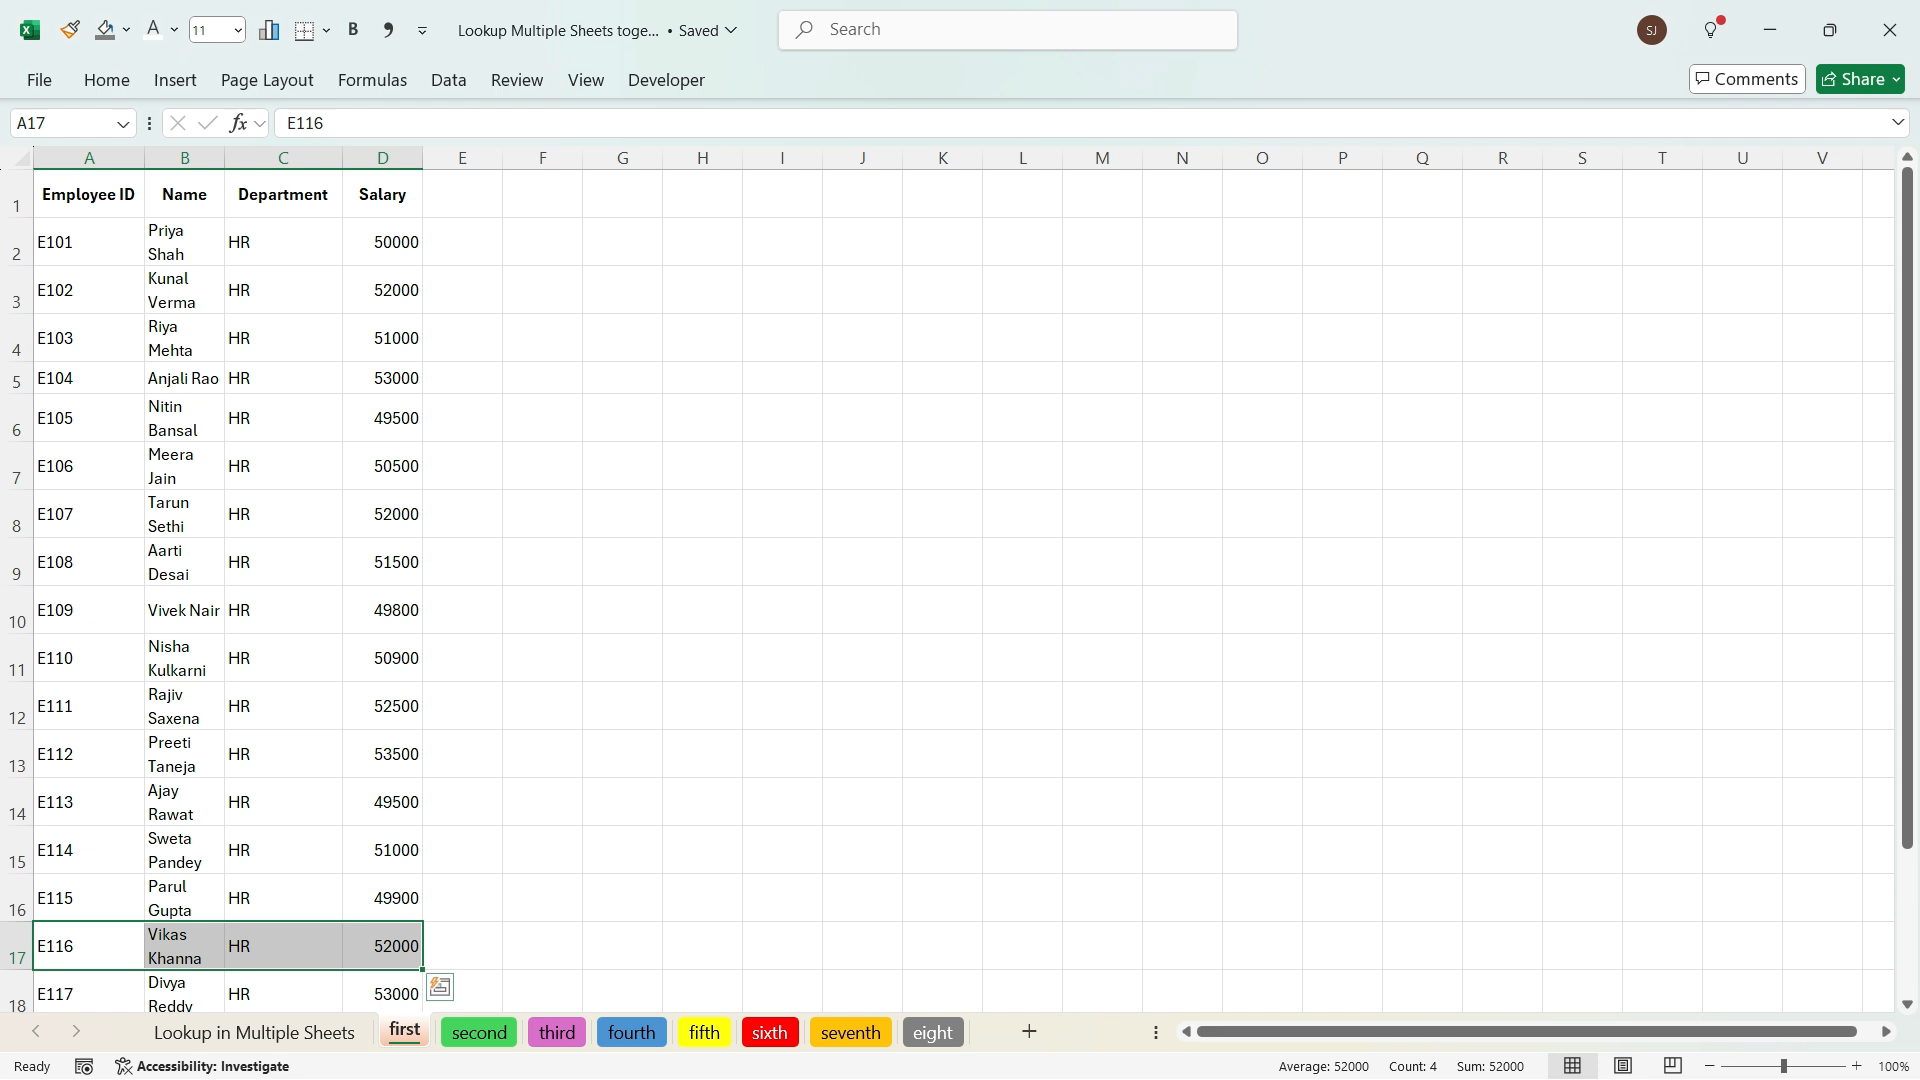 11 B Lookup Multiple Sheets toge... • Saved Search SJ
File Home Insert Page Layout Formulas Data Review View Developer Comments Share
A17 fx E116
A B C D E F G H I J K L M N O P Q R S T U V
1 Employee ID Name Department Salary
2 E101 Priya Shah HR 50000
3 E102 Kunal Verma HR 52000
4 E103 Riya Mehta HR 51000
5 E104 Anjali Rao HR 53000
6 E105 Nitin Bansal HR 49500
7 E106 Meera Jain HR 50500
8 E107 Tarun Sethi HR 52000
9 E108 Aarti Desai HR 51500
10 E109 Vivek Nair HR 49800
11 E110 Nisha Kulkarni HR 50900
12 E111 Rajiv Saxena HR 52500
13 E112 Preeti Taneja HR 53500
14 E113 Ajay Rawat HR 49500
15 E114 Sweta Pandey HR 51000
16 E115 Parul Gupta HR 49900
17 E116 Vikas Khanna HR 52000
18 E117 Divya Reddy HR 53000
Lookup in Multiple Sheets first second third fourth fifth sixth seventh eight
Ready Accessibility: Investigate Average: 52000 Count: 4 Sum: 52000 100%